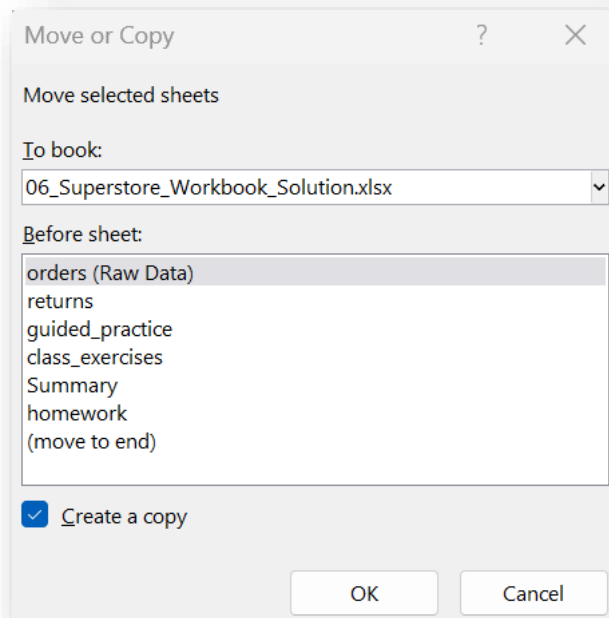 Move or Copy ?
Move selected sheets
To book:
06_Superstore_Workbook_Solution.xlsx
Before sheet:
orders (Raw Data)
returns
guided_practice
class_exercises
Summary
homework
(move to end)
Create a copy
OK Cancel